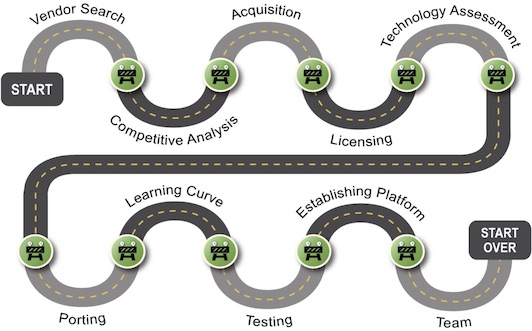 START
Vendor Search
Competitive Analysis
Acquisition
Licensing
Technology Assessment
Porting
Learning Curve
Testing
Establishing Platform
Team
START
OVER